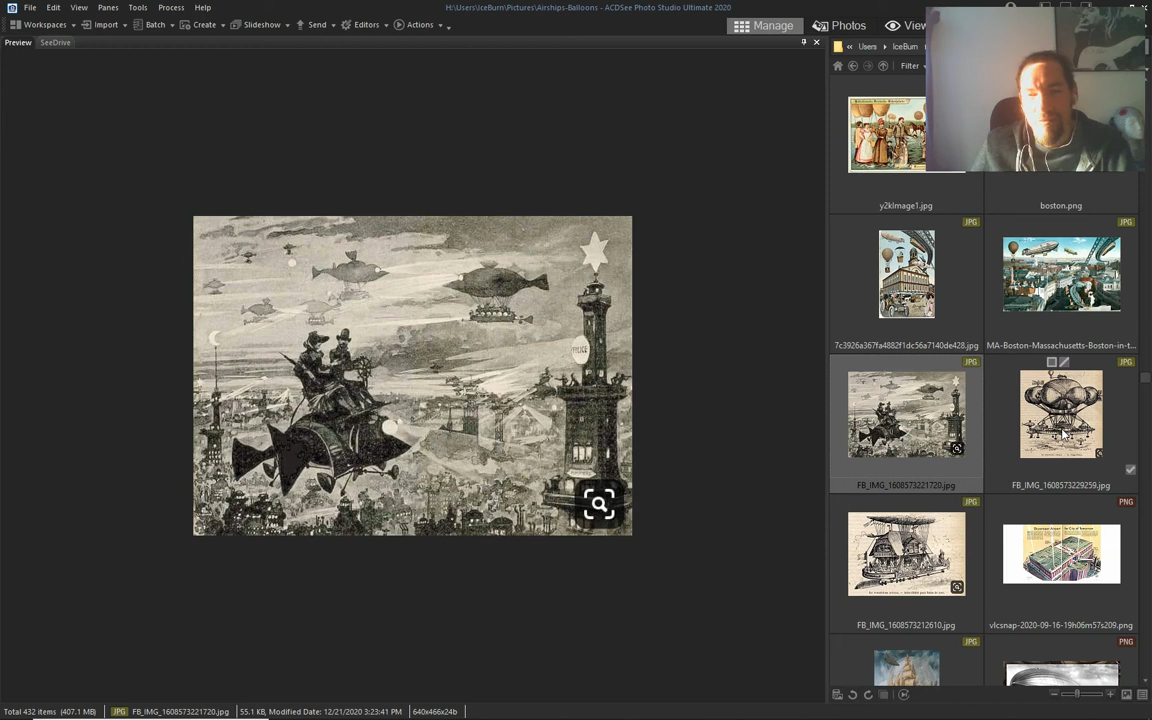 H:\Users\IceBurn\Pictures\Airships-Balloons - ACDSee Photo Studio Ultimate 2020
File Edit View Panes Tools Process Help
Workspaces Import Batch Create Slideshow Send Editors Actions
Manage Photos View
Preview SeeDrive
Users IceBurn
Filter
y2kImage1.jpg
boston.png
JPG
JPG
7c3926a367fa4882f1dc56a7140de428.jpg
MA-Boston-Massachusetts-Boston-in-t...
JPG
JPG
POLICE
FB_IMG_1608573221720.jpg
FB_IMG_1608573229259.jpg
JPG
PNG
FB_IMG_1608573212610.jpg
vlcsnap-2020-09-16-19h06m57s209.png
JPG
PNG
Total 432 items (407.1 MB) JPG FB_IMG_1608573221720.jpg 55.1 KB, Modified Date: 12/21/2020 3:23:41 PM 640x466x24b